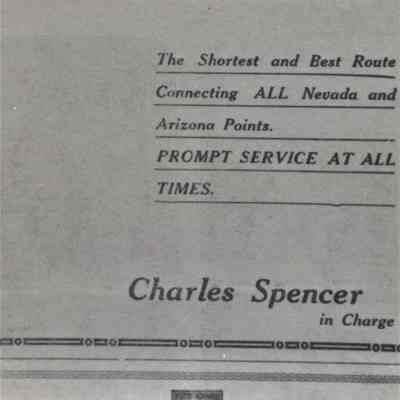 The Shortest and Best Route
Connecting ALL Nevada and
Arizona Points.
PROMPT SERVICE AT ALL
TIMES.
Charles Spencer
in Charge